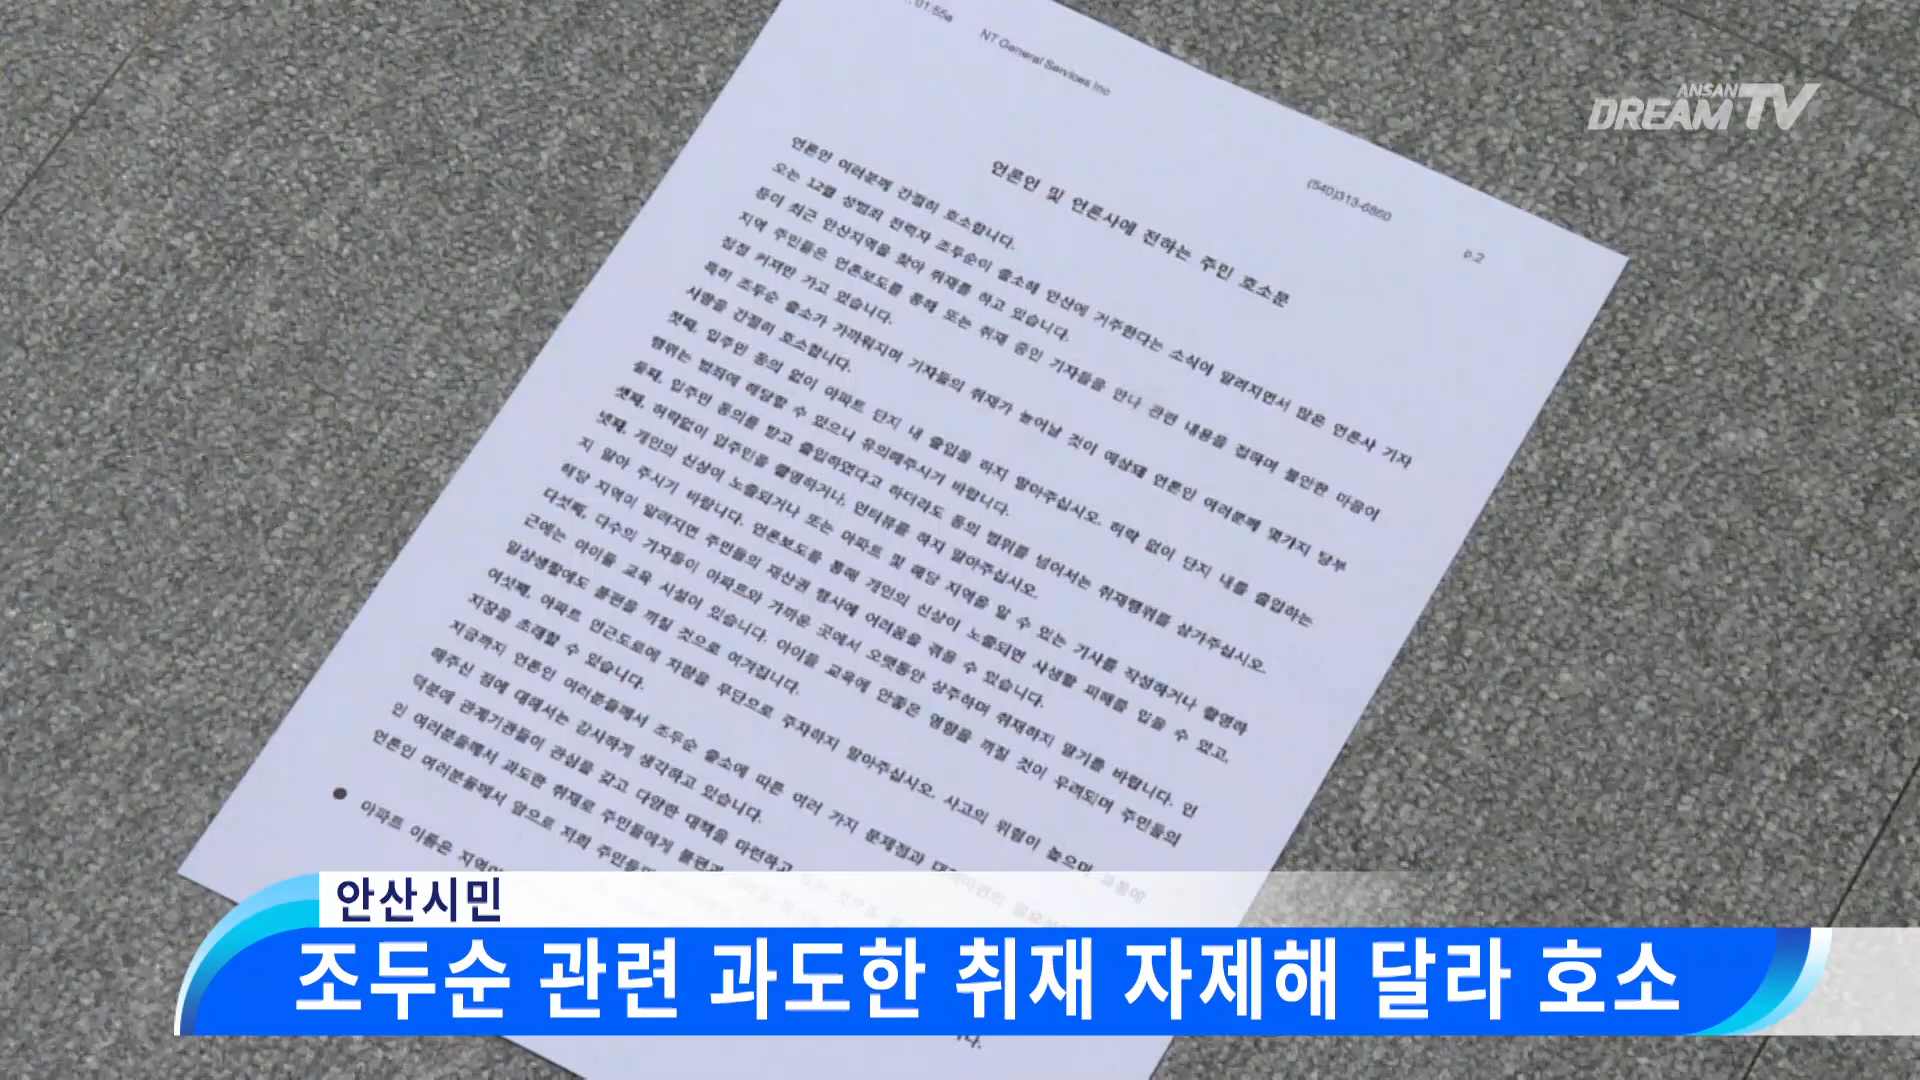 ANSAN
DREAM TV
01:55a
NT General Services Inc
(540)313-6860
p.2
언론인 및 언론사에 전하는 주민 호소문
언론인 여러분께 간절히 호소합니다.
오는 12월 성범죄 전력자 조두순이 출소해 안산에 거주한다는 소식이 알려지면서 많은 언론사 기자
등이 최근 안산지역을 찾아 취재를 하고 있습니다.
지역 주민들은 언론보도를 통해 또는 취재 중인 기자들을 만나 관련 내용을 접하며 불안한 마음이
점점 커져만 가고 있습니다.
특히 조두순 출소가 가까워지며 기자들의 취재가 늘어날 것이 예상돼 언론인 여러분께 몇가지 당부
사항을 간절히 호소합니다.
첫째, 입주민 동의 없이 아파트 단지 내 출입을 하지 말아주십시오. 허락 없이 단지 내를 출입하는
행위는 범죄에 해당할 수 있으니 유의해주시기 바랍니다.
둘째, 입주민 동의를 받고 출입하였다고 하더라도 동의 범위를 넘어서는 취재행위를 삼가주십시오.
셋째, 허락없이 입주민을 촬영하거나, 인터뷰를 하지 말아주십시오.
넷째, 개인의 신상이 노출되거나 또는 아파트 및 해당 지역을 알 수 있는 기사를 작성하거나 촬영하
지 말아 주시기 바랍니다. 언론보도를 통해 개인의 신상이 노출되면 사생활 피해를 입을 수 있고,
해당 지역이 알려지면 주민들의 재산권 행사에 어려움을 겪을 수 있습니다.
다섯째, 다수의 기자들이 아파트와 가까운 곳에서 오랫동안 상주하며 취재하지 말기를 바랍니다. 인
근에는 아이들 교육 시설이 있습니다. 아이들 교육에 안좋은 영향을 끼칠 것이 우려되며 주민들의
일상생활에도 불편을 끼칠 것으로 여겨집니다.
여섯째, 아파트 인근도로에 차량을 무단으로 주차하지 말아주십시오. 사고의 위험이 높으며 교통에
지장을 초래할 수 있습니다.
지금까지 언론인 여러분들께서 조두순 출소에 따른 여러 가지 문제점과
해주신 점에 대해서는 감사하게 생각하고 있습니다.
덕분에 관계기관들이 관심을 갖고 다양한 대책을 마련하고
인 여러분들께서 과도한 취재로 주민들에게 불편과
언론인 여러분들께서 앞으로 저희 주민들
● 아파트 이름은 지역이
안산시민
조두순 관련 과도한 취재 자제해 달라 호소